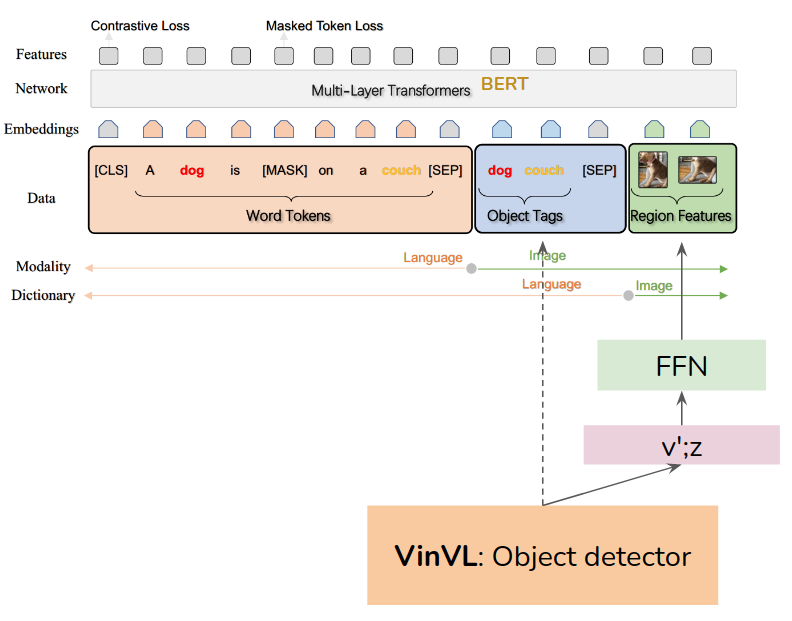 Contrastive Loss Masked Token Loss
Features
Network Multi-Layer Transformers BERT
Embeddings
Data [CLS] A dog is [MASK] on a couch [SEP] dog couch [SEP]
Word Tokens Object Tags Region Features
Modality Language Image
Dictionary Language Image
FFN
v';z
VinVL: Object detector